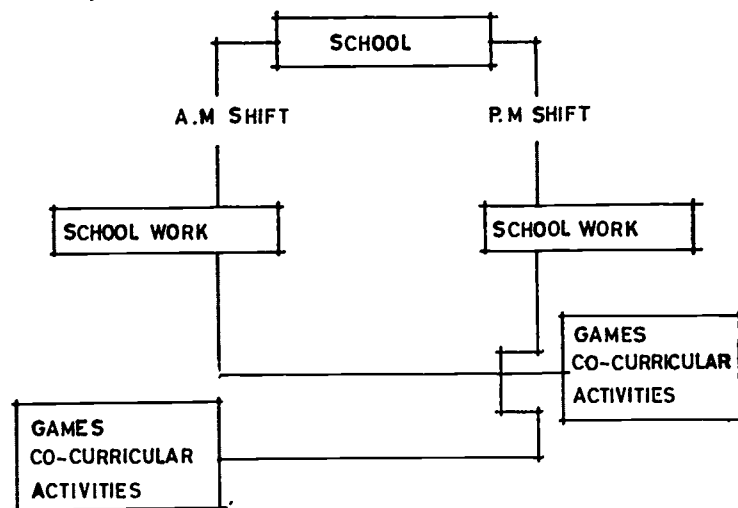 SCHOOL
A.M SHIFT
P.M SHIFT
SCHOOL WORK
SCHOOL WORK
GAMES
CO-CURRICULAR
ACTIVITIES
GAMES
CO-CURRICULAR
ACTIVITIES